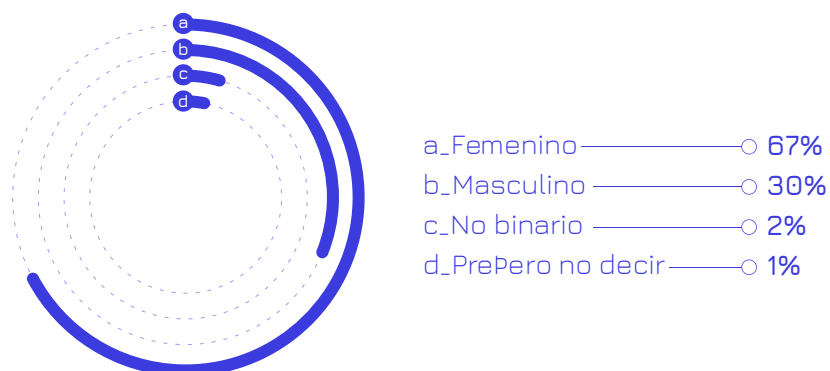 a
b
c
d
a_Femenino 67%
b_Masculino 30%
c_No binario 2%
d_PreÞero no decir 1%